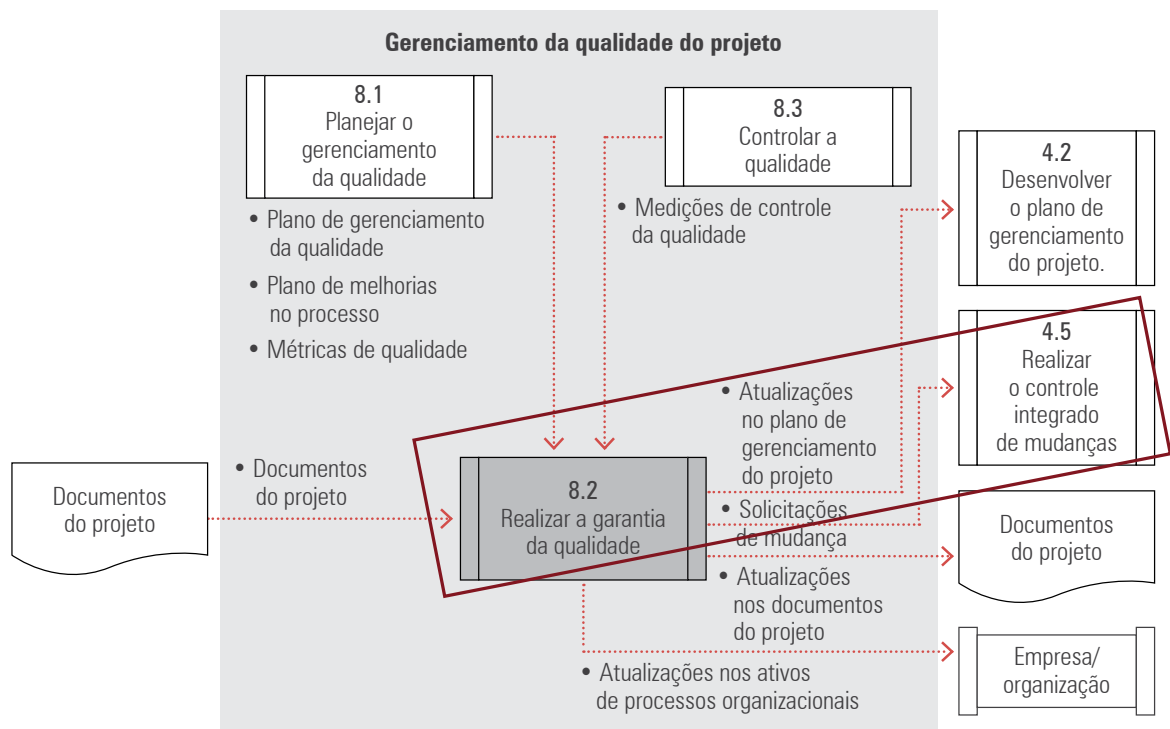 Gerenciamento da qualidade do projeto
8.1
Planejar o
gerenciamento
da qualidade
• Plano de gerenciamento
da qualidade
• Plano de melhorias
no processo
• Métricas de qualidade
8.3
Controlar a
qualidade
• Medições de controle
da qualidade
4.2
Desenvolver
o plano de
gerenciamento
do projeto.
4.5
Realizar
o controle
integrado
de mudanças
Documentos
do projeto
• Documentos
do projeto
8.2
Realizar a garantia
da qualidade
• Atualizações
no plano de
gerenciamento
do projeto
• Solicitações
de mudança
• Atualizações
nos documentos
do projeto
• Atualizações nos ativos
de processos organizacionais
Documentos
do projeto
Empresa/
organização